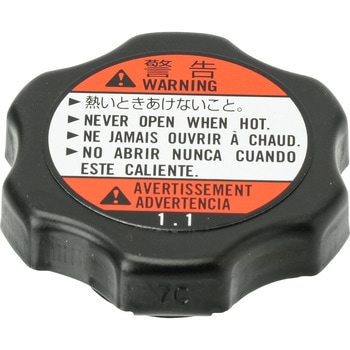 警告
WARNING
▶熱いときあけないこと。
▶NEVER OPEN WHEN HOT.
▶NE JAMAIS OUVRIR À CHAUD.
▶NO ABRIR NUNCA CUANDO
ESTE CALIENTE.
AVERTISSEMENT
ADVERTENCIA
1.1
7C